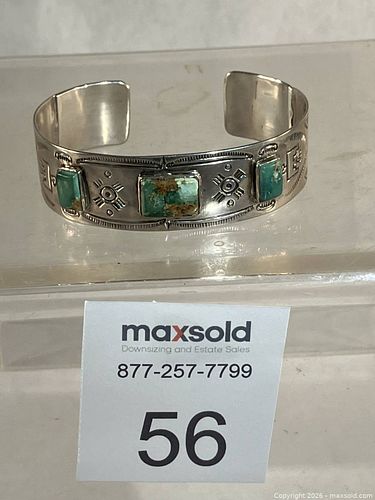 maxsold
Downsizing and Estate Sales
877-257-7799
56
Copyright 2026 - maxsold.com